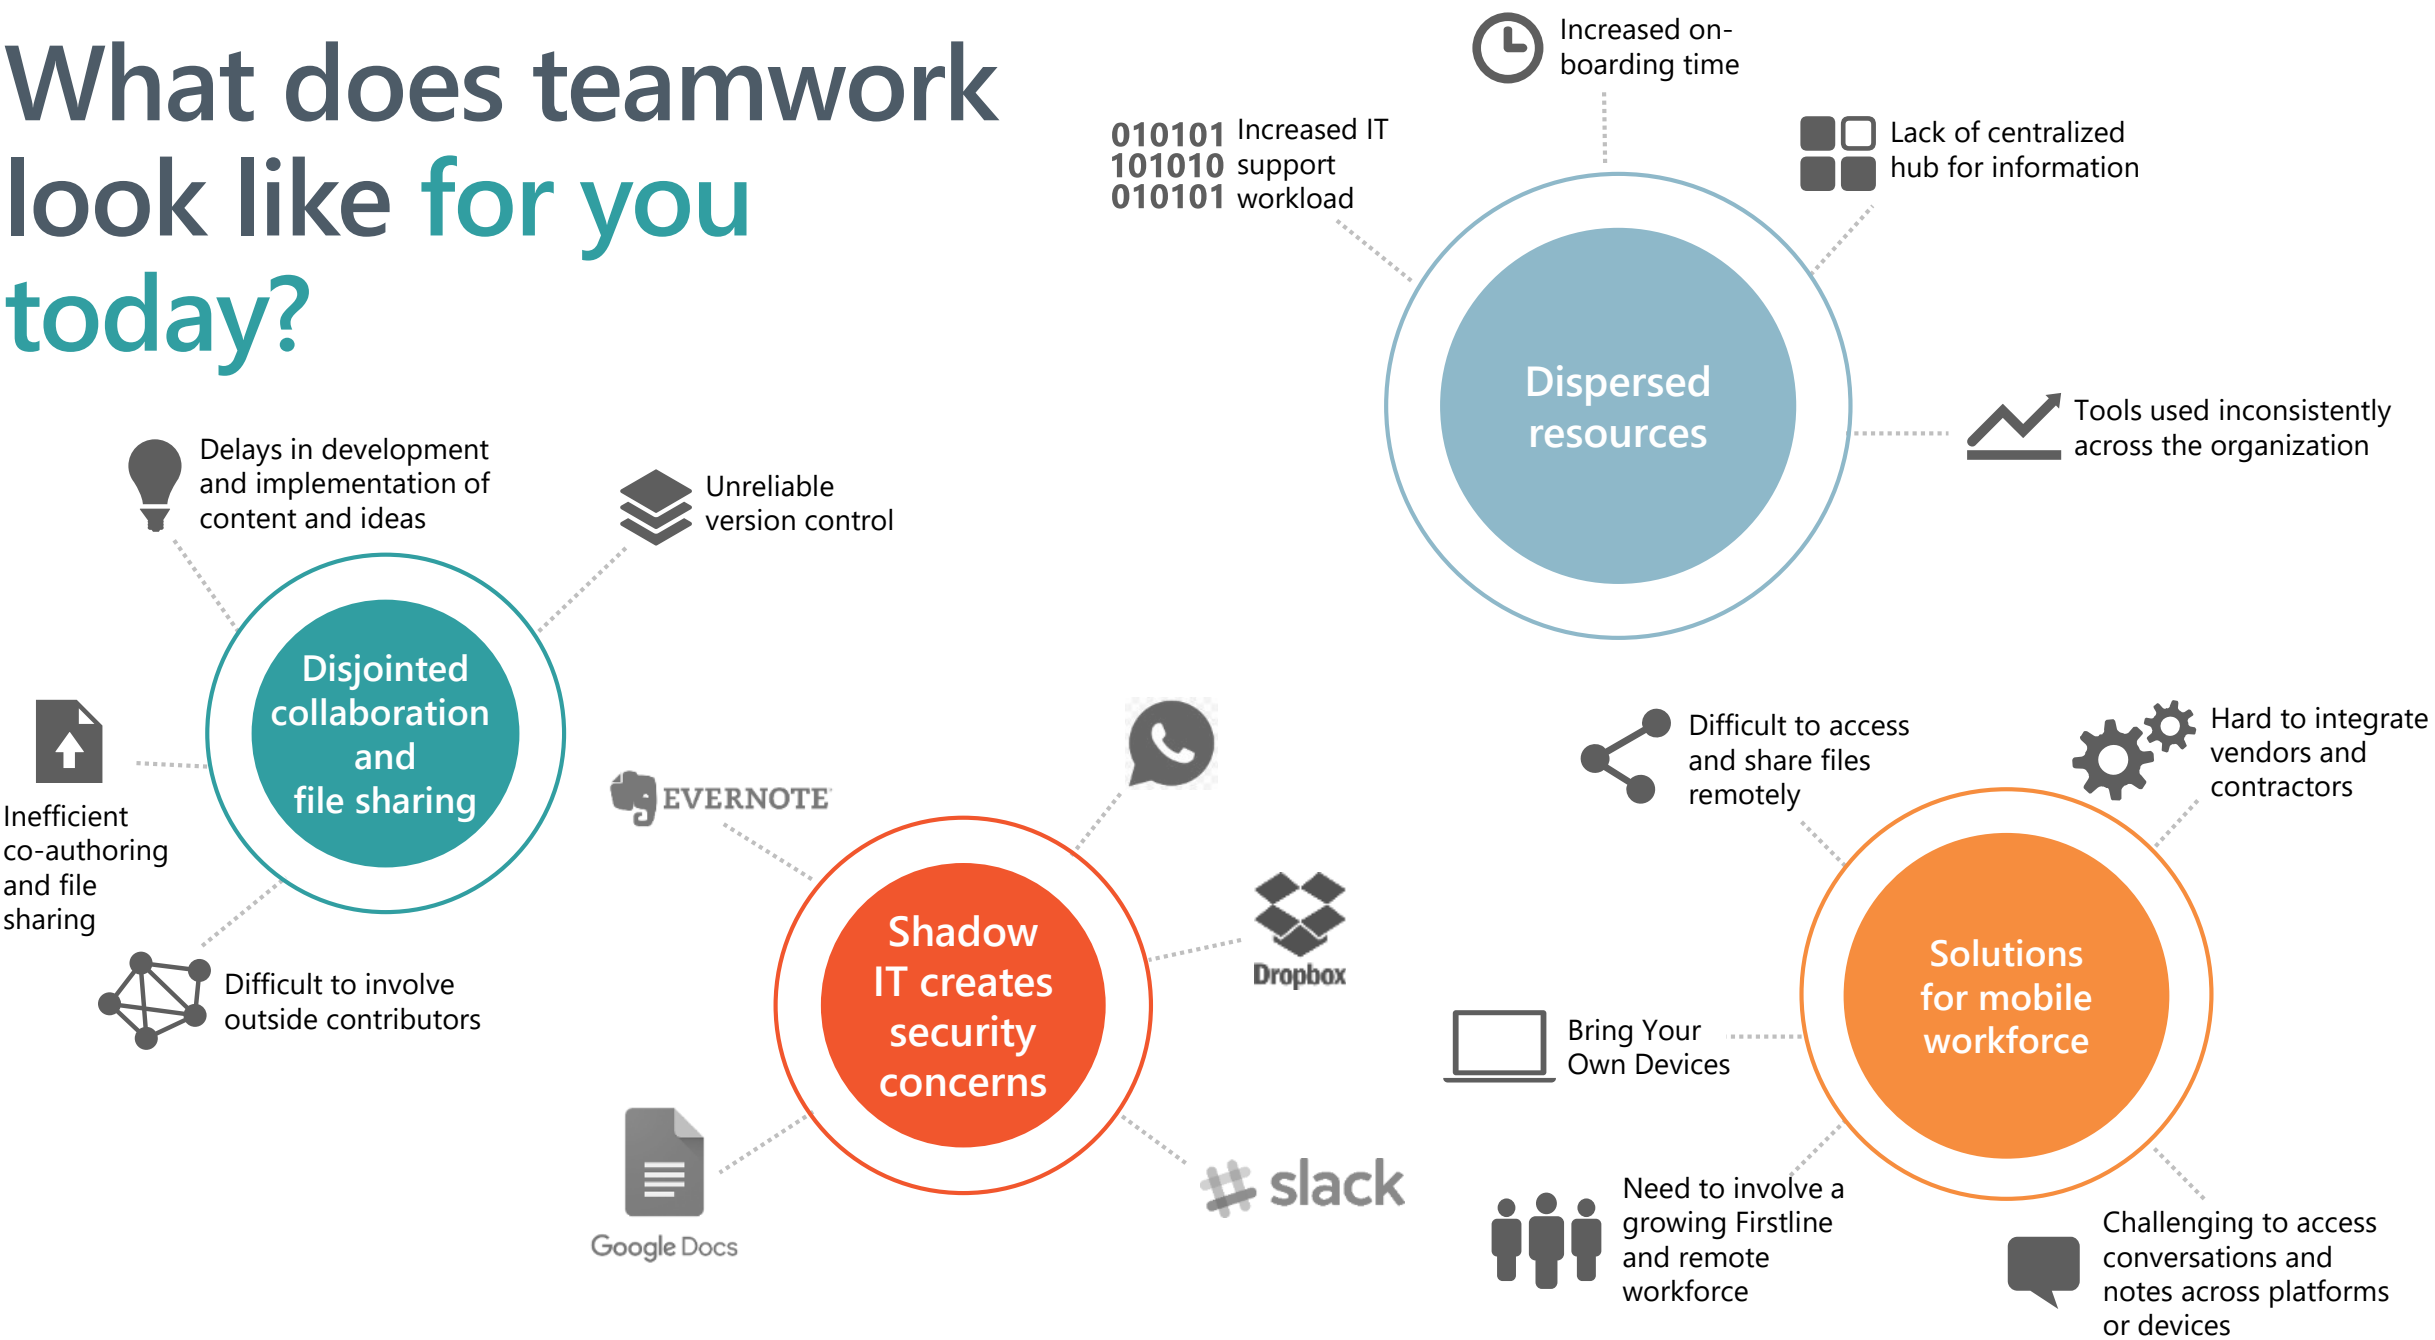 What does teamwork
look like for you
today?
Increased on-
boarding time
010101
101010
010101
Increased IT
support
workload
Lack of centralized
hub for information
Dispersed
resources
Tools used inconsistently
across the organization
Delays in development
and implementation of
content and ideas
Unreliable
version control
Disjointed
collaboration
and
file sharing
Inefficient
co-authoring
and file
sharing
Difficult to involve
outside contributors
EVERNOTE
Dropbox
Shadow
IT creates
security
concerns
Google Docs
slack
Difficult to access
and share files
remotely
Hard to integrate
vendors and
contractors
Solutions
for mobile
workforce
Bring Your
Own Devices
Need to involve a
growing Firstline
and remote
workforce
Challenging to access
conversations and
notes across platforms
or devices